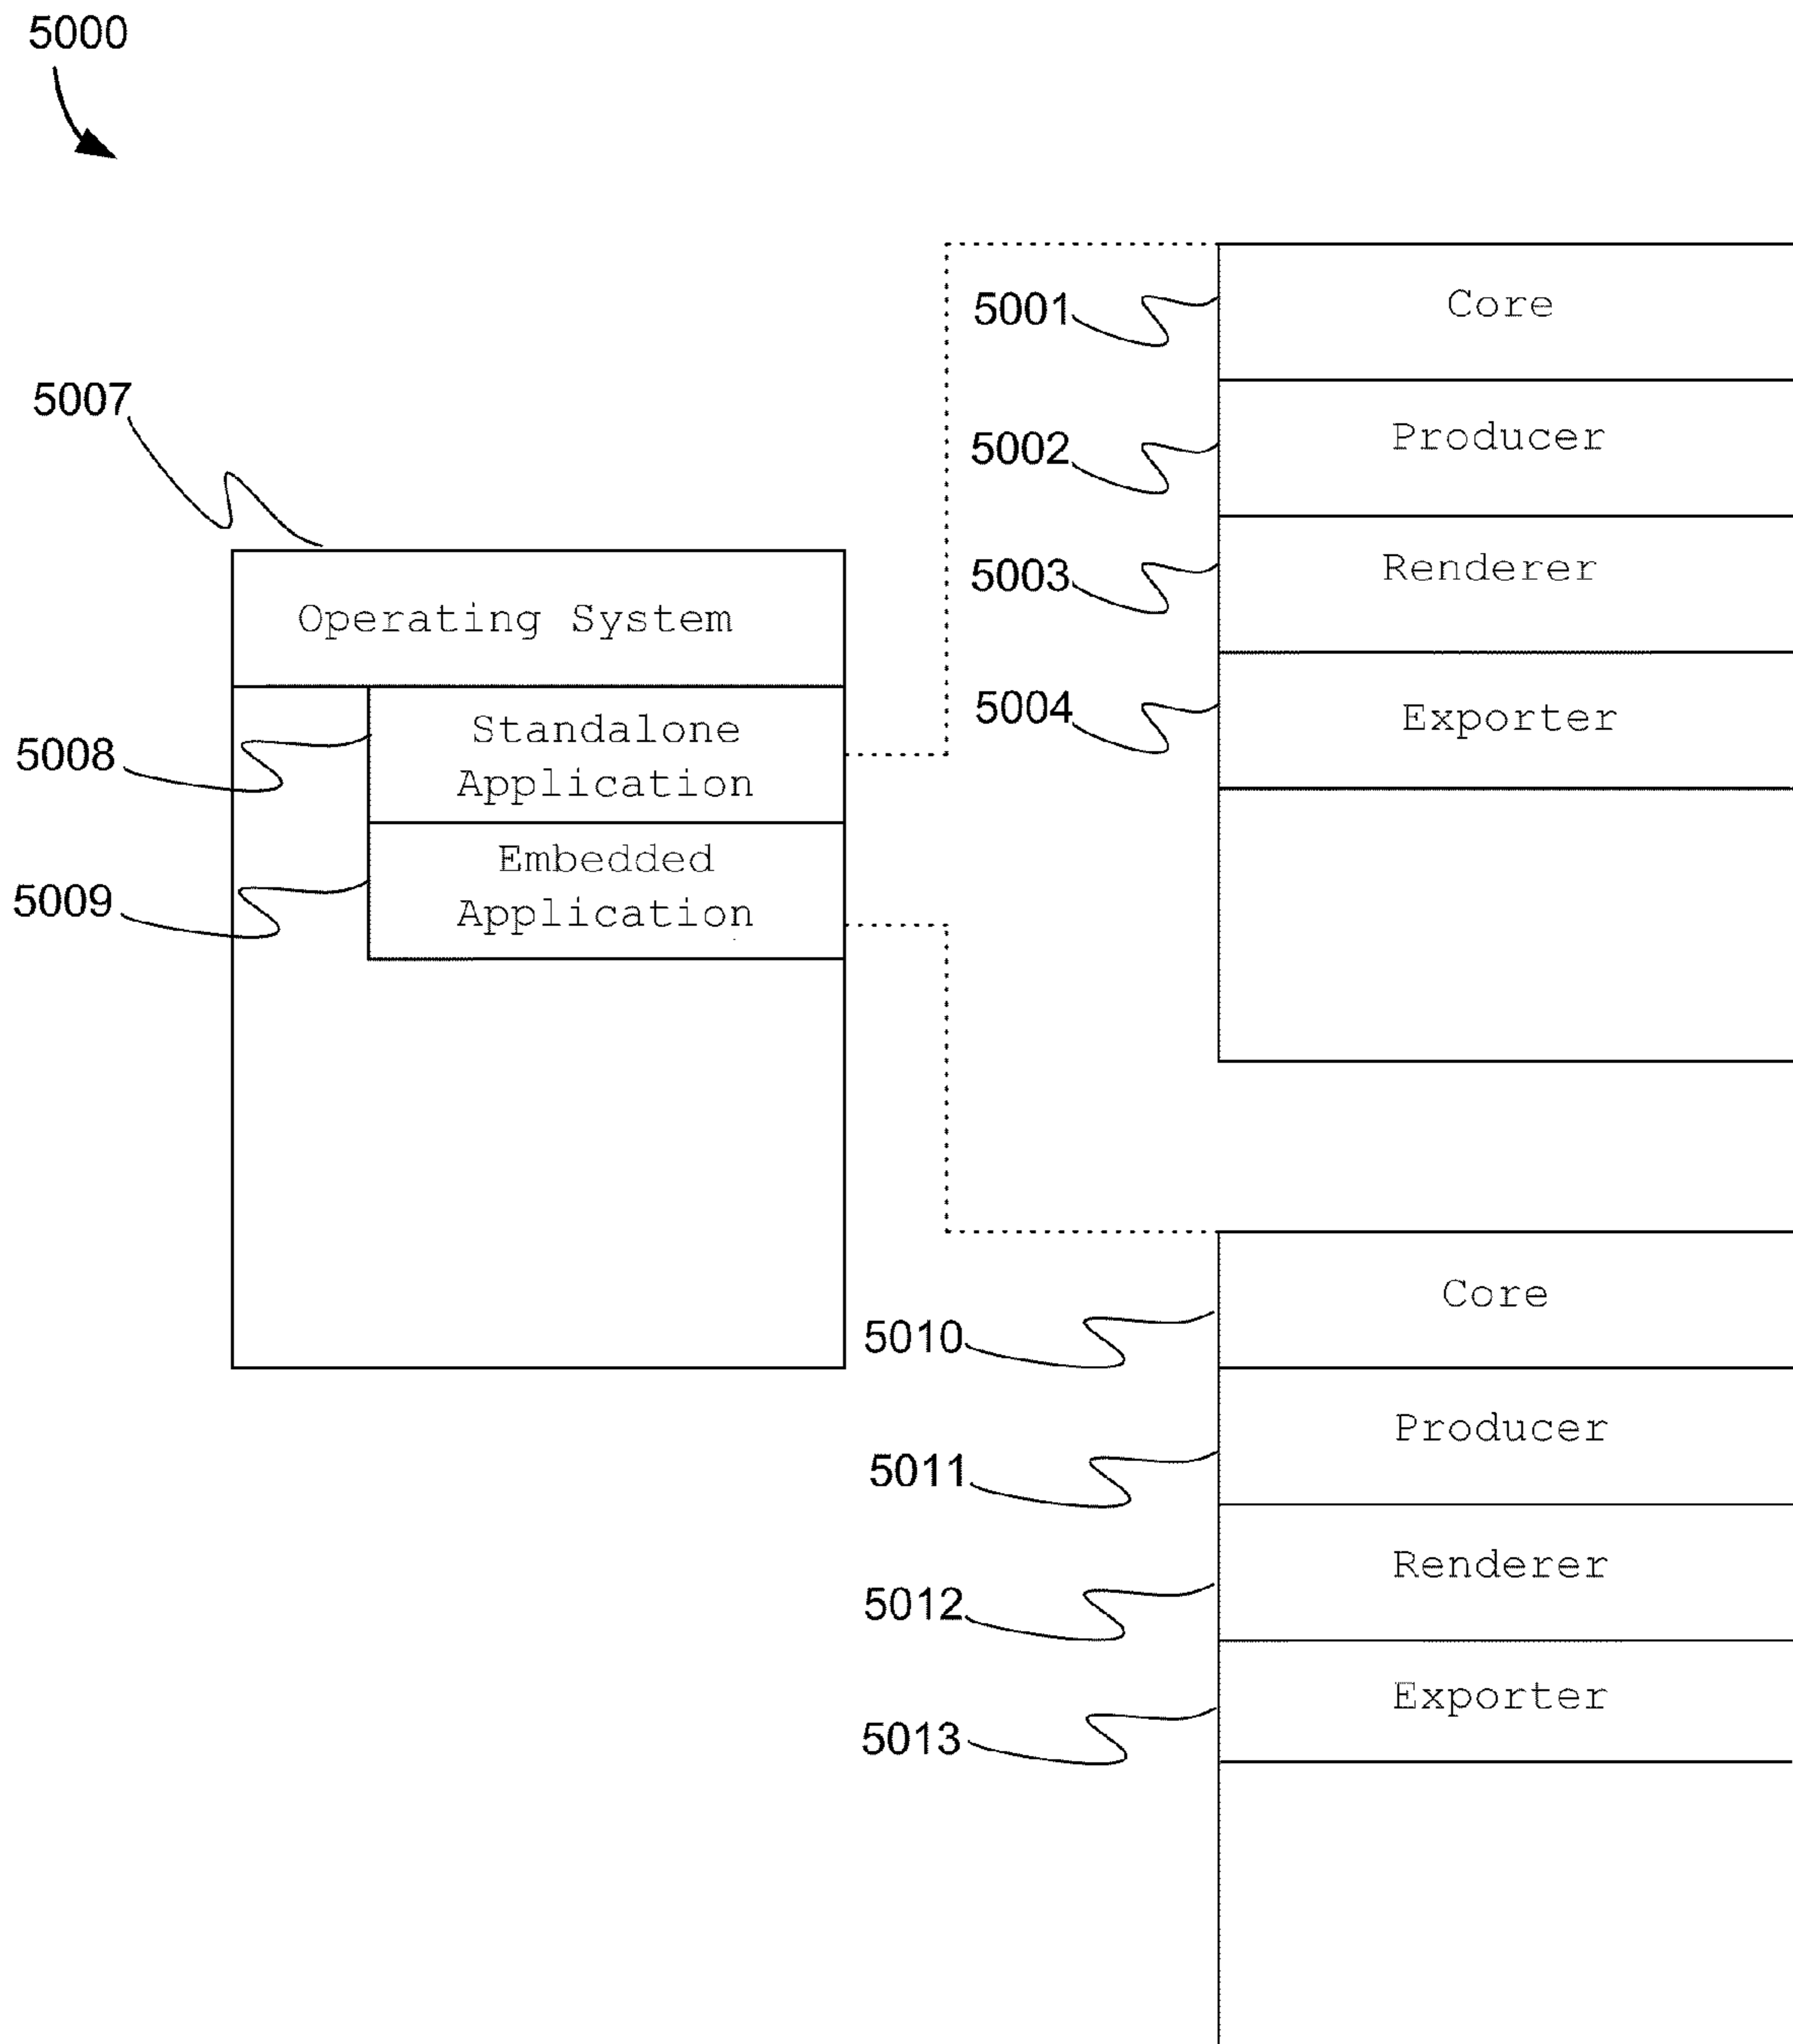 5000
5001
Core
5002
Producer
5003
Renderer
5004
Exporter
5007
Operating System
5008
Standalone
Application
5009
Embedded
Application
5010
Core
5011
Producer
5012
Renderer
5013
Exporter